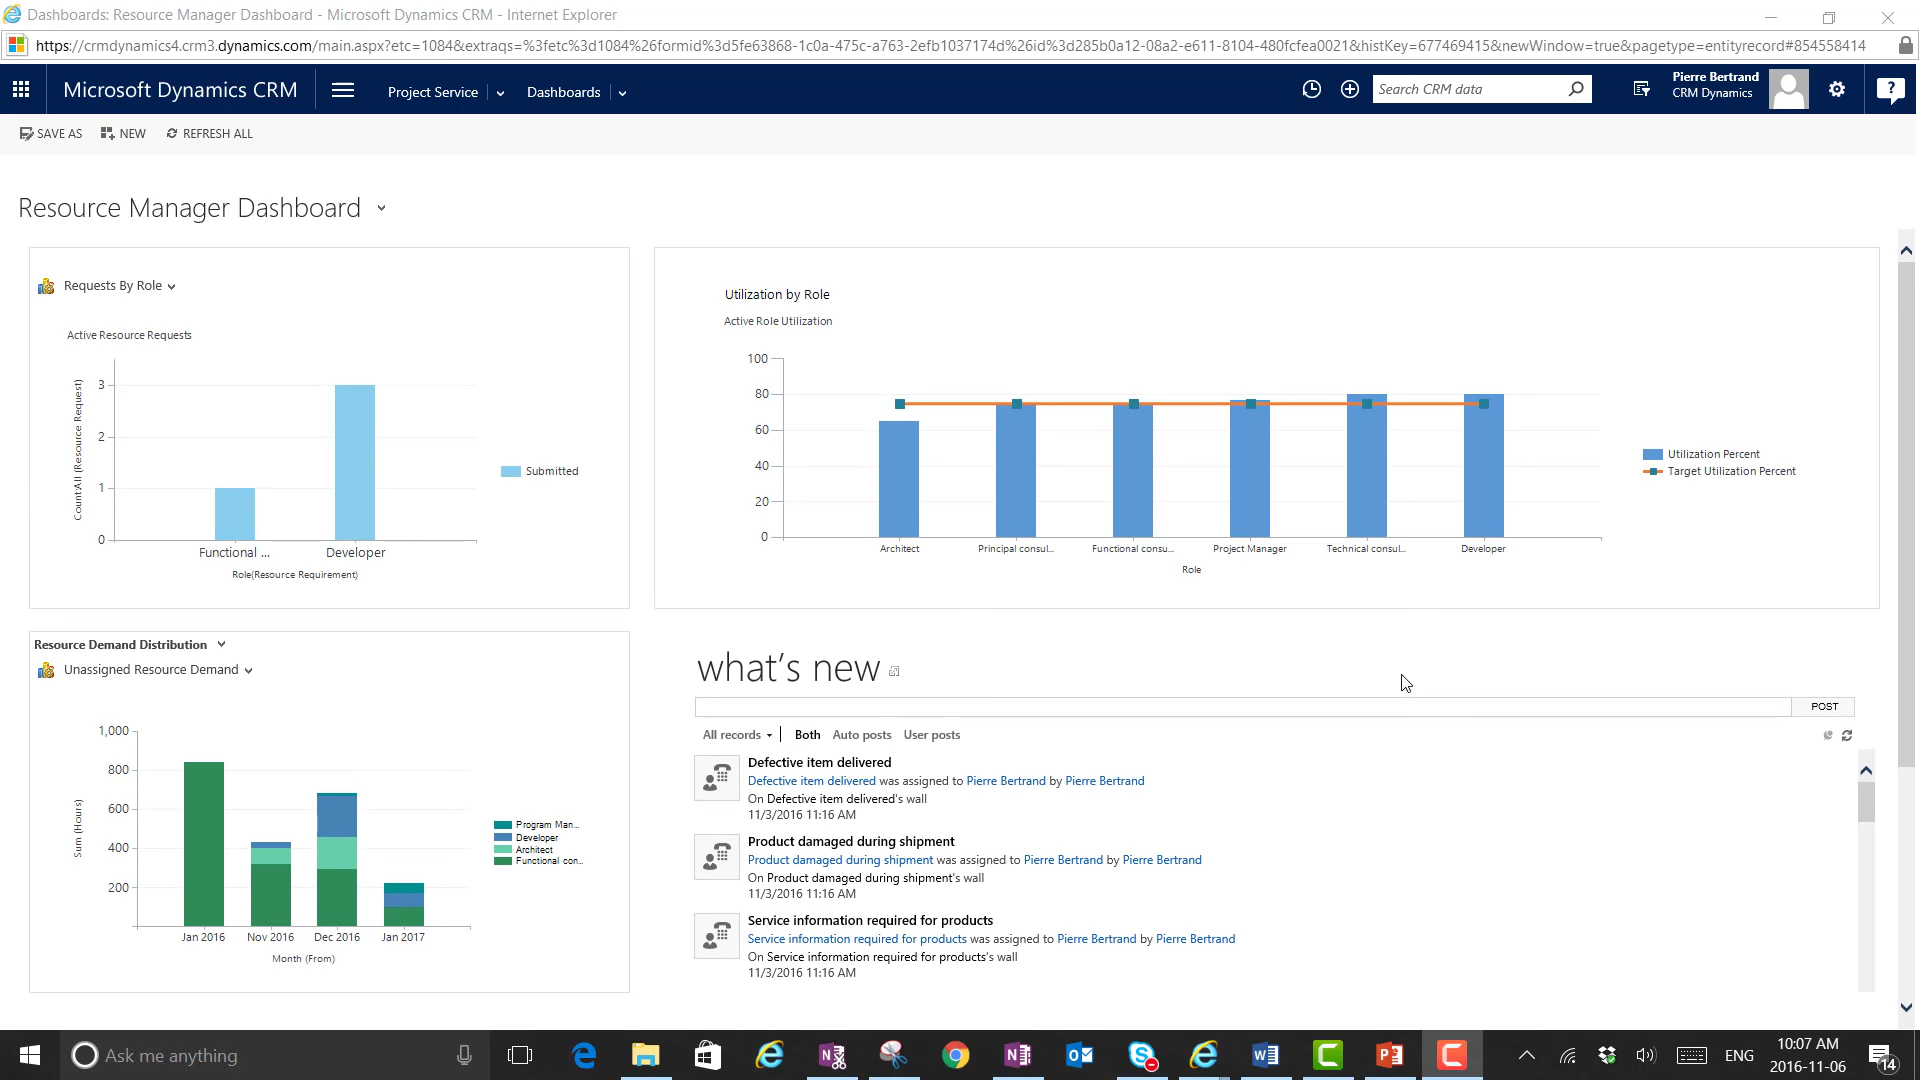 Dashboards: Resource Manager Dashboard - Microsoft Dynamics CRM - Internet Explorer
https://crmdynamics4.crm3.dynamics.com/main.aspx?etc=1084&extraqs=%3fetc%3d1084%26formid%3d5fe63868-1c0a-475c-a763-2efb1037174d%26id%3d285b0a12-08a2-e611-8104-480fcfea0021&histKey=677469415&newWindow=true&pagetype=entityrecord#854558414
Microsoft Dynamics CRM
Project Service
Dashboards
Search CRM data
Pierre Bertrand
CRM Dynamics
?
SAVE AS
NEW
REFRESH ALL
Resource Manager Dashboard
Requests By Role
Active Resource Requests
3
2
1
0
Count:All (Resource Request)
Functional ...
Developer
Role(Resource Requirement)
Submitted
Utilization by Role
Active Role Utilization
100
80
60
40
20
0
Architect
Principal consul...
Functional consu...
Project Manager
Technical consul...
Developer
Role
Utilization Percent
Target Utilization Percent
Resource Demand Distribution
Unassigned Resource Demand
1,000
800
600
400
200
Sum (Hours)
Jan 2016
Nov 2016
Dec 2016
Jan 2017
Month (From)
Program Man...
Developer
Architect
Functional con...
what's new
POST
All records
Both
Auto posts
User posts
Defective item delivered
Defective item delivered was assigned to Pierre Bertrand by Pierre Bertrand
On Defective item delivered's wall
11/3/2016 11:16 AM
Product damaged during shipment
Product damaged during shipment was assigned to Pierre Bertrand by Pierre Bertrand
On Product damaged during shipment's wall
11/3/2016 11:16 AM
Service information required for products
Service information required for products was assigned to Pierre Bertrand by Pierre Bertrand
On Service information required for products's wall
11/3/2016 11:16 AM
Ask me anything
ENG
10:07 AM
2016-11-06
14